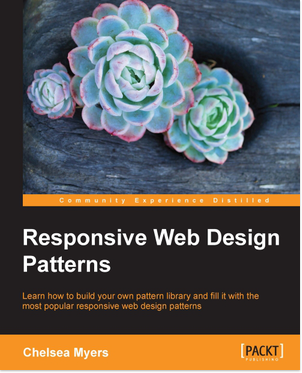 Community Experience Distilled
Responsive Web Design
Patterns
Learn how to build your own pattern library and fill it with the
most popular responsive web design patterns
Chelsea Myers
[PACKT]
PUBLISHING